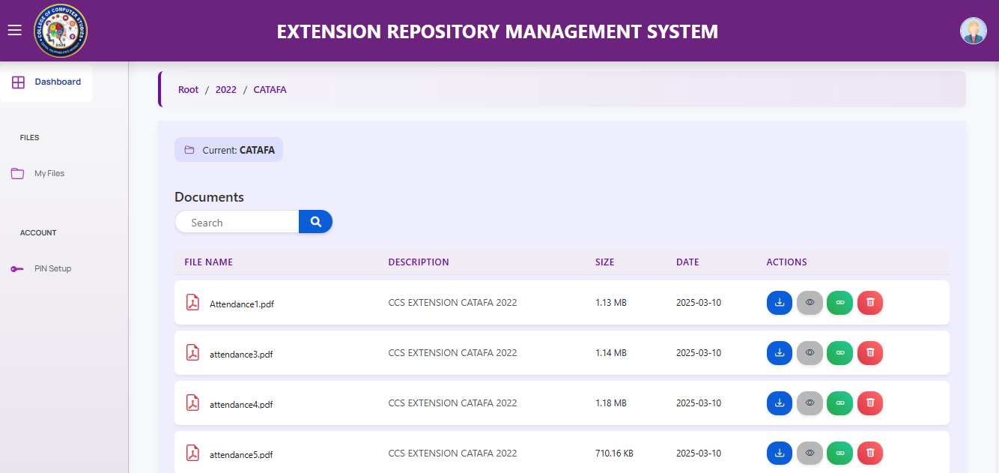 COLLEGE OF COMPUTER STUDIES
EXTENSION REPOSITORY MANAGEMENT SYSTEM
Dashboard
FILES
My Files
ACCOUNT
PIN Setup
Root / 2022 / CATAFA
Current: CATAFA
Documents
Search
FILE NAME DESCRIPTION SIZE DATE ACTIONS
Attendance1.pdf CCS EXTENSION CATAFA 2022 1.13 MB 2025-03-10
attendance3.pdf CCS EXTENSION CATAFA 2022 1.14 MB 2025-03-10
attendance4.pdf CCS EXTENSION CATAFA 2022 1.18 MB 2025-03-10
attendance5.pdf CCS EXTENSION CATAFA 2022 710.16 KB 2025-03-10